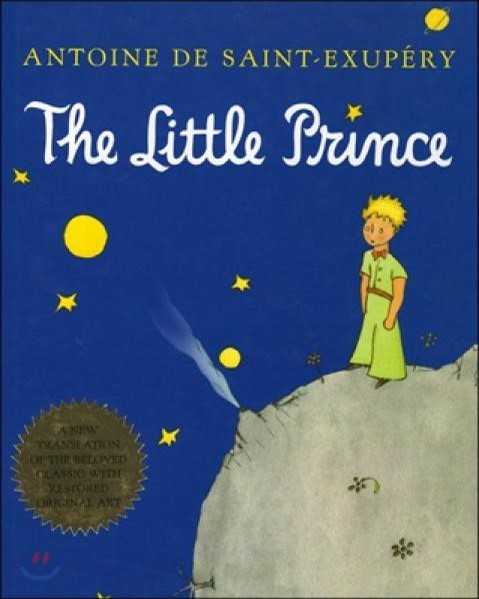 ANTOINE DE SAINT-EXUPÉRY
The Little Prince
A NEW
TRANSLATION
OF THE BELOVED
CLASSIC WITH
RESTORED
ORIGINAL ART